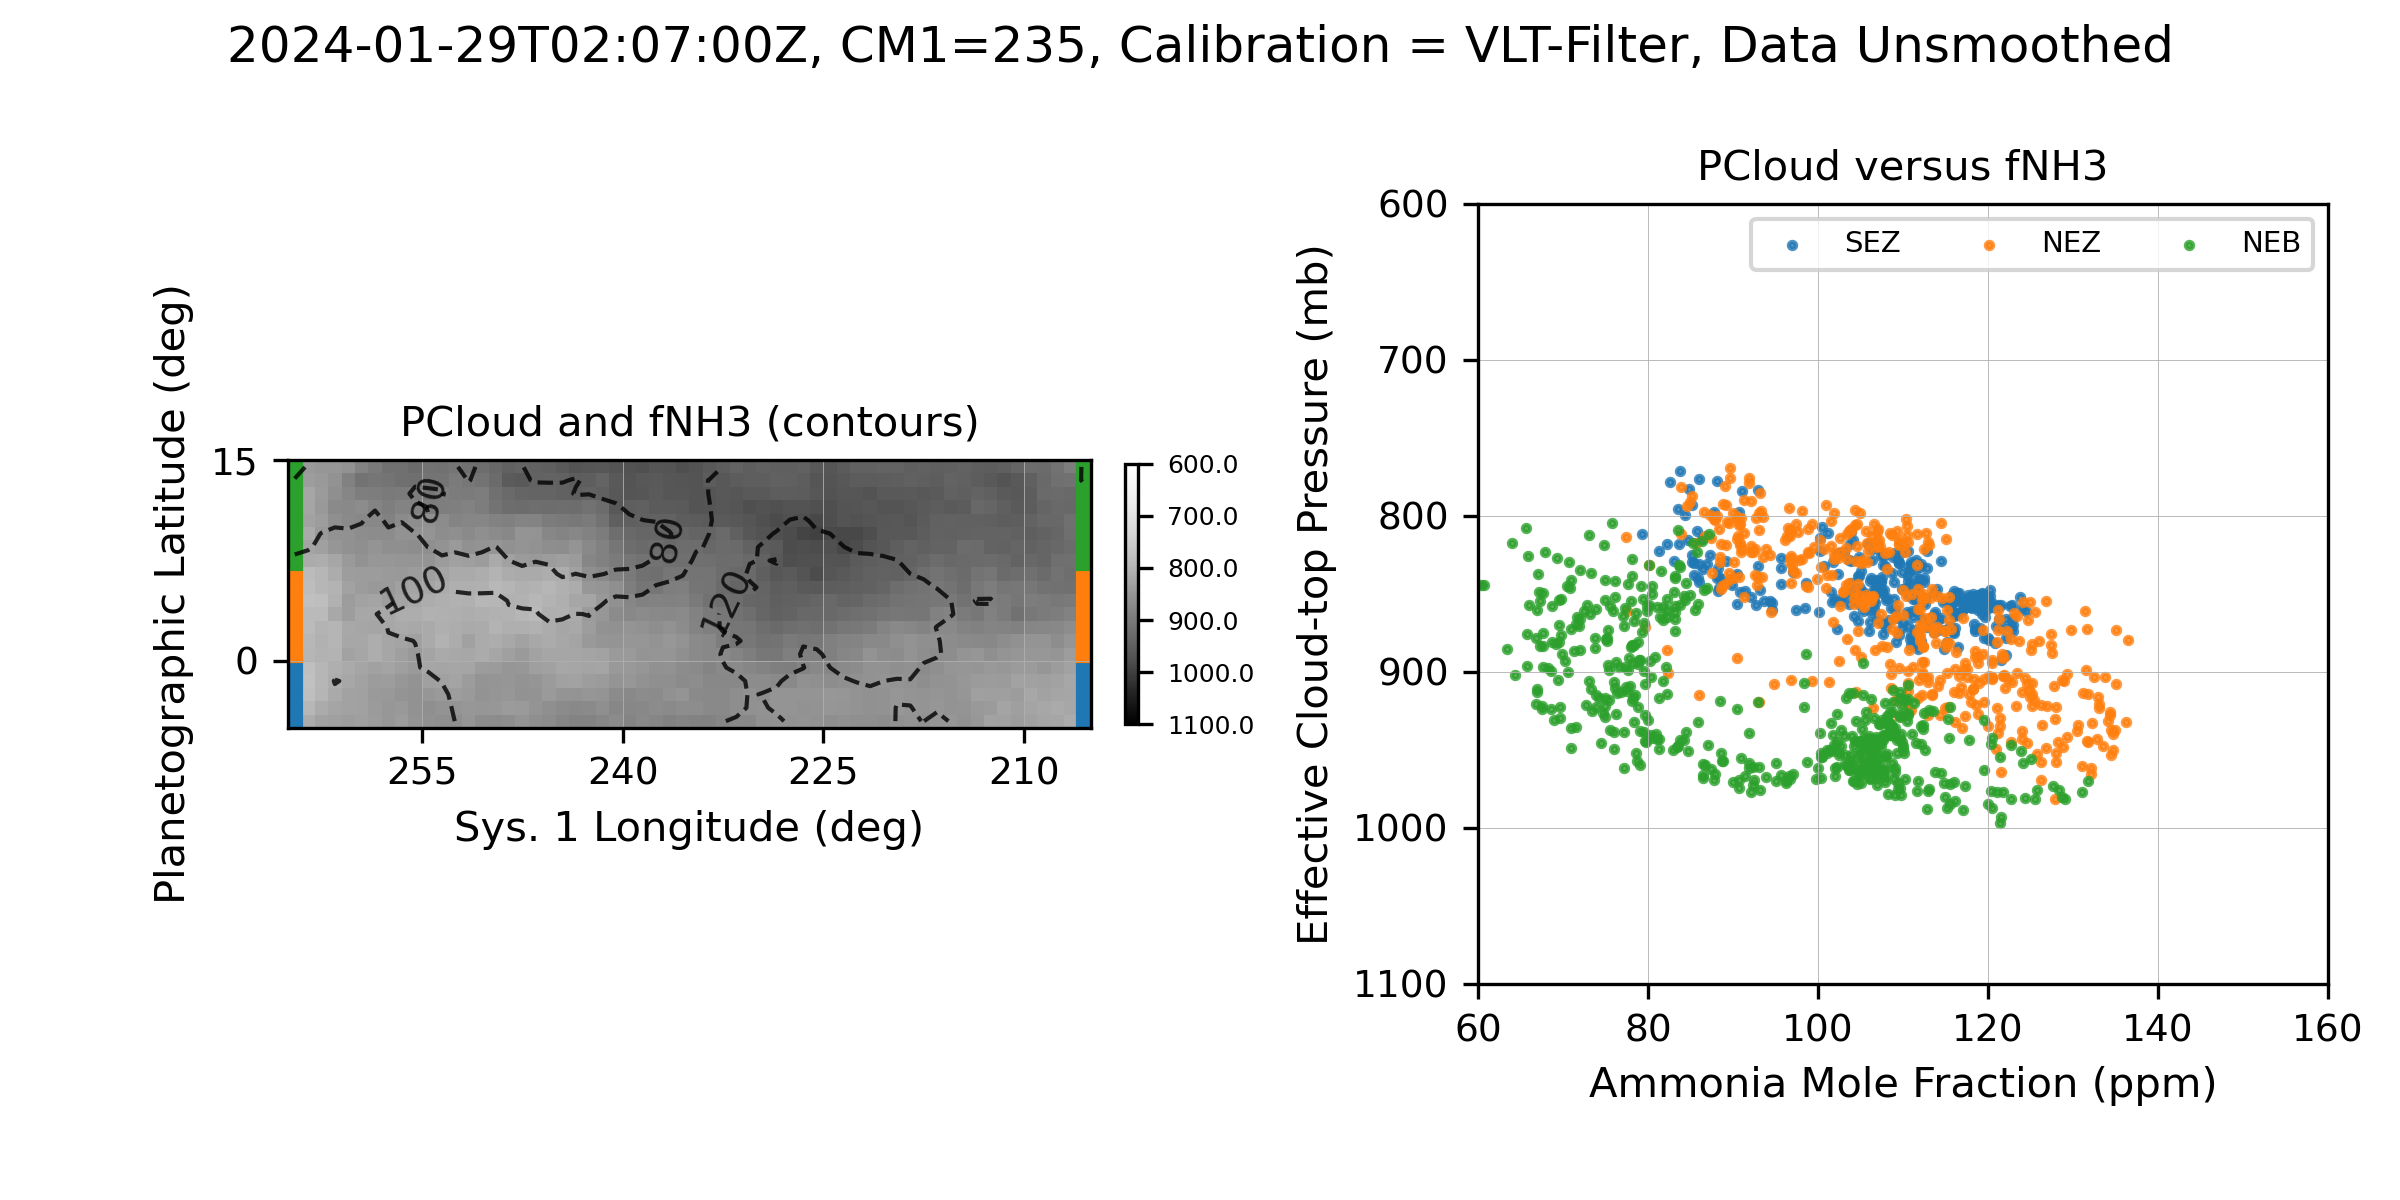 2024-01-29T02:07:00Z, CM1=235, Calibration = VLT-Filter, Data Unsmoothed
PCloud and fNH3 (contours)
Planetographic Latitude (deg)
15
0
80
80
100
120
255
240
225
210
Sys. 1 Longitude (deg)
600.0
700.0
800.0
900.0
1000.0
1100.0
PCloud versus fNH3
SEZ
NEZ
NEB
Effective Cloud-top Pressure (mb)
600
700
800
900
1000
1100
60
80
100
120
140
160
Ammonia Mole Fraction (ppm)